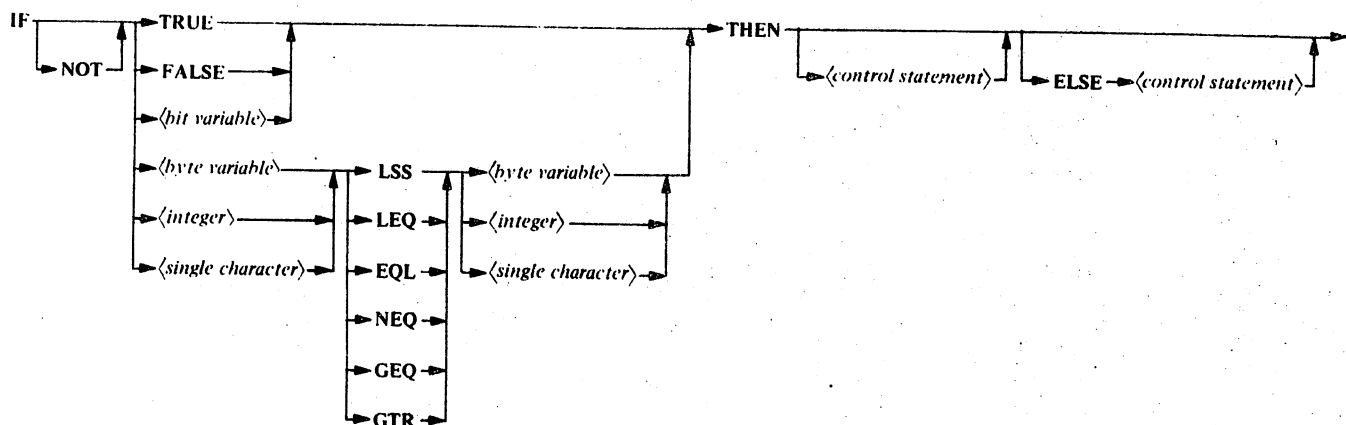 IF TRUE THEN
NOT FALSE ⟨control statement⟩ ELSE ⟨control statement⟩
⟨bit variable⟩
⟨byte variable⟩ LSS ⟨byte variable⟩
⟨integer⟩ LEQ ⟨integer⟩
⟨single character⟩ EQL ⟨single character⟩
NEQ
GEQ
GTR